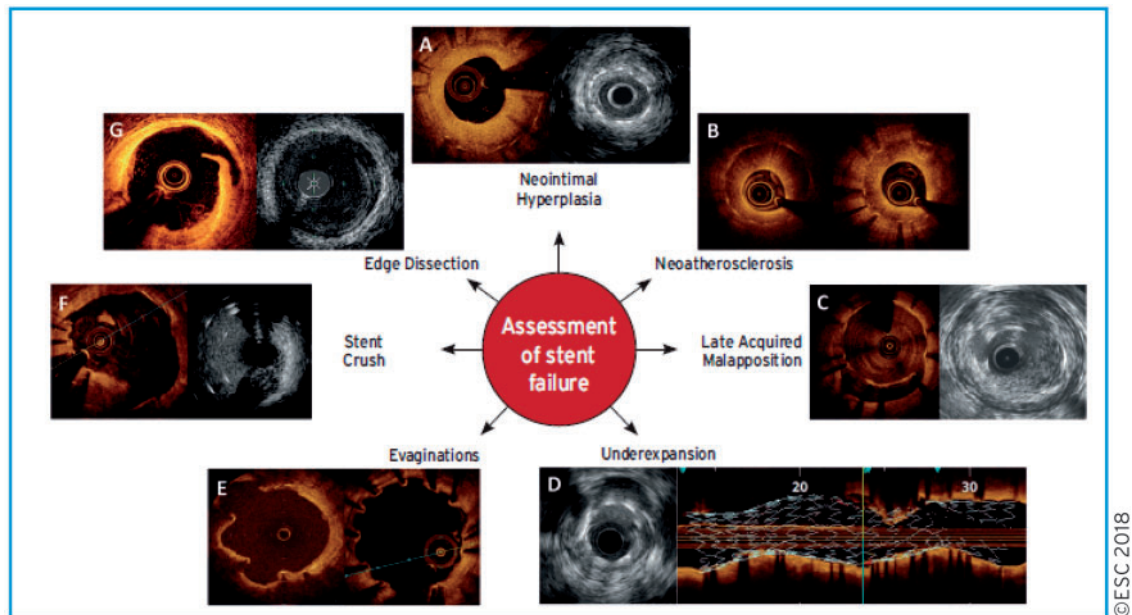 A
Neointimal
Hyperplasia
B
Neoatherosclerosis
C
Late Acquired
Malapposition
D
20
30
Underexpansion
E
Evaginations
F
Stent
Crush
G
Edge Dissection
Assessment
of stent
failure
©ESC 2018